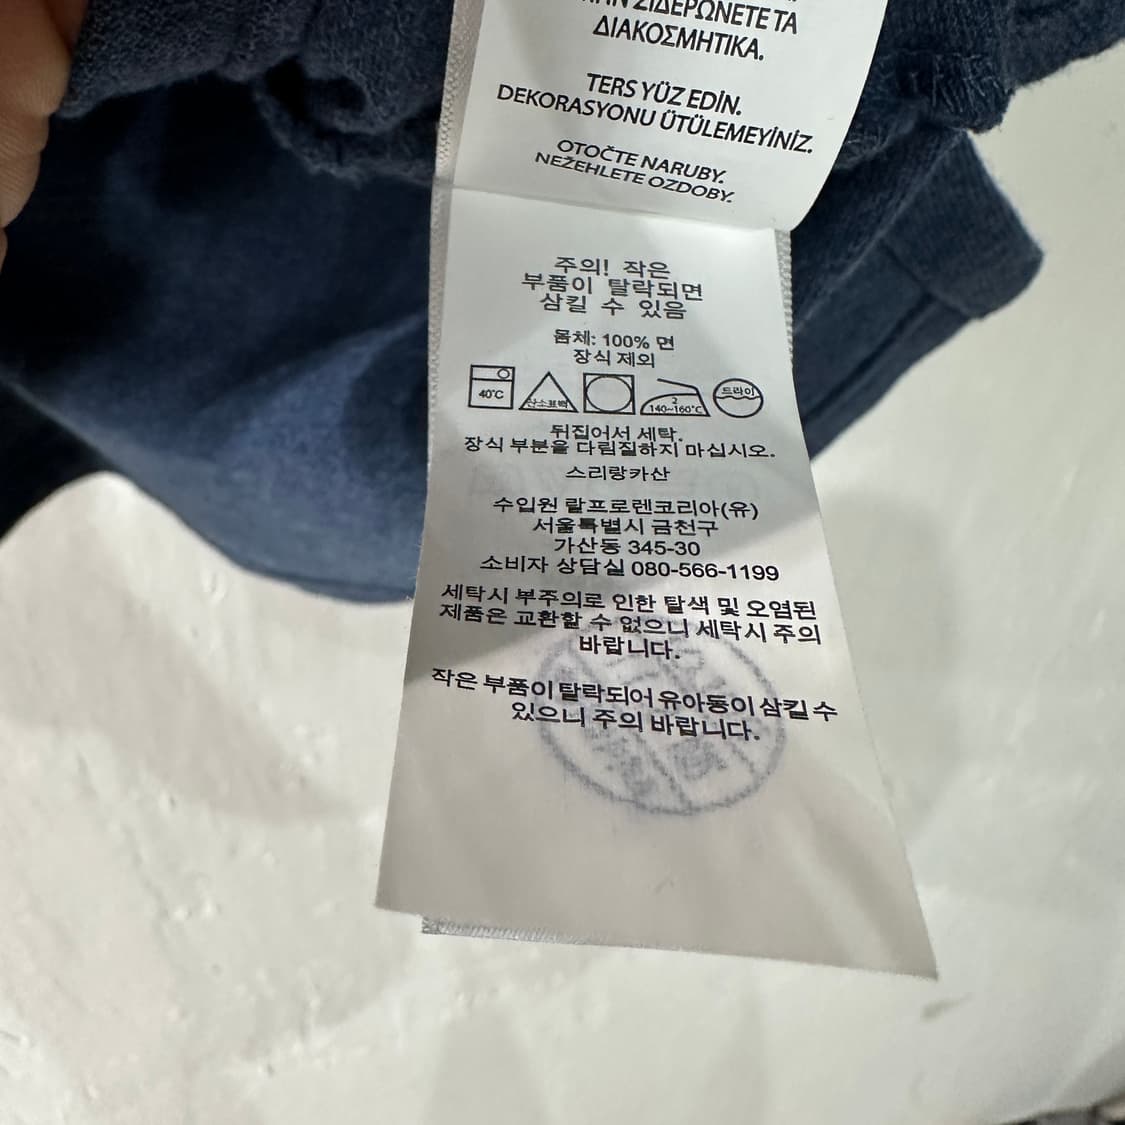 ΖΙΔΕΡΩΝΕΤΕ ΤΑ
ΔΙΑΚΟΣΜΗΤΙΚΑ.
TERS YÜZ EDİN.
DEKORASYONU ÜTÜLEMEYİNİZ.
OTOČTE NARUBY.
NEŽEHLETE OZDOBY.
주의! 작은
부품이 탈락되면
삼킬 수 있음
몸체: 100% 면
장식 제외
40°C 산소표백 2 140~160°C 드라이
뒤집어서 세탁.
장식 부분을 다림질하지 마십시오.
스리랑카산
수입원 랄프로렌코리아(유)
서울특별시 금천구
가산동 345-30
소비자 상담실 080-566-1199
세탁시 부주의로 인한 탈색 및 오염된
제품은 교환할 수 없으니 세탁시 주의
바랍니다.
작은 부품이 탈락되어 유아동이 삼킬 수
있으니 주의 바랍니다.